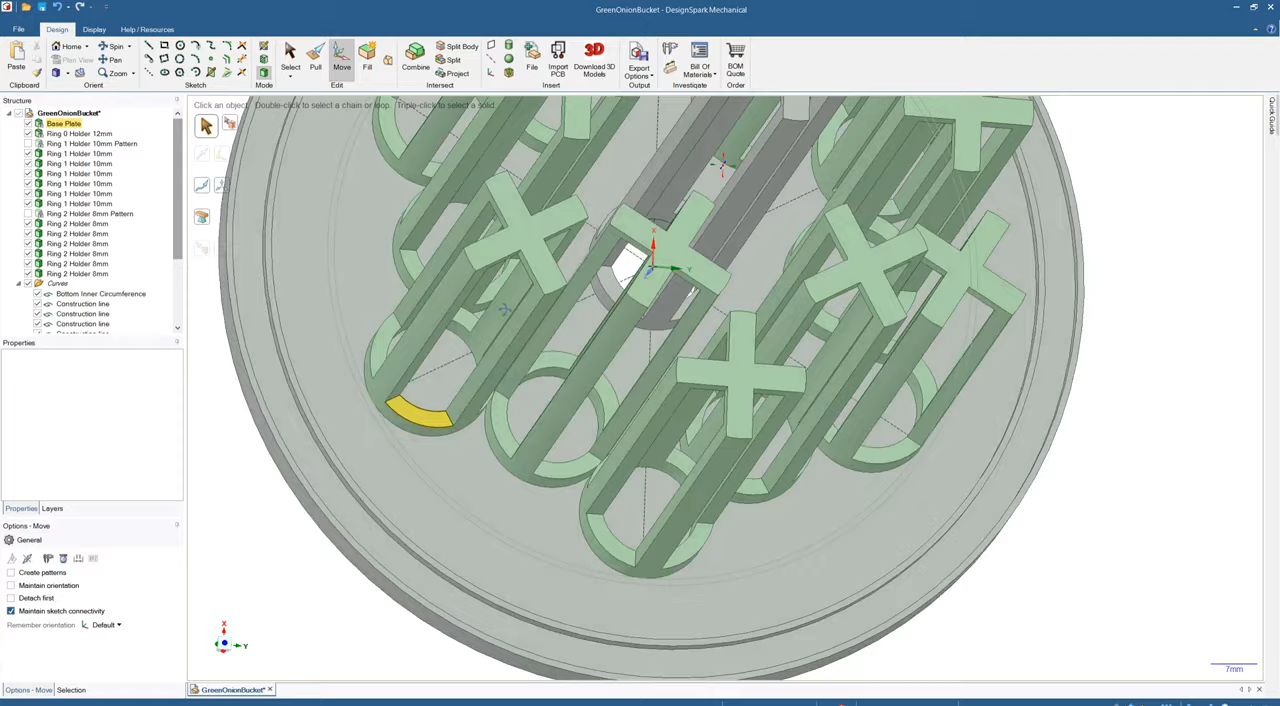 GreenOnionBucket - DesignSpark Mechanical
File Design Display Help / Resources
Paste
Home
Plan View
Spin
Pan
Zoom
Select Pull Move Fill
Combine
Split Body
Split
Project
File Import PCB Download 3D Models
Export Options
Bill Of Materials
BOM Quote
Clipboard Orient Sketch Mode Edit Intersect Insert Output Investigate Order
Structure
GreenOnionBucket*
Base Plate
Ring 0 Holder 12mm
Ring 1 Holder 10mm Pattern
Ring 1 Holder 10mm
Ring 1 Holder 10mm
Ring 1 Holder 10mm
Ring 1 Holder 10mm
Ring 1 Holder 10mm
Ring 1 Holder 10mm
Ring 2 Holder 8mm Pattern
Ring 2 Holder 8mm
Ring 2 Holder 8mm
Ring 2 Holder 8mm
Ring 2 Holder 8mm
Ring 2 Holder 8mm
Ring 2 Holder 8mm
Curves
Bottom Inner Circumference
Construction line
Construction line
Construction line
Properties
Properties Layers
Options - Move
General
Create patterns
Maintain orientation
Detach first
Maintain sketch connectivity
Remember orientation Default
Options - Move Selection
Click an object. Double-click to select a chain or loop. Triple-click to select a solid.
X
Y
X
Y
7mm
GreenOnionBucket*
Quick Guide